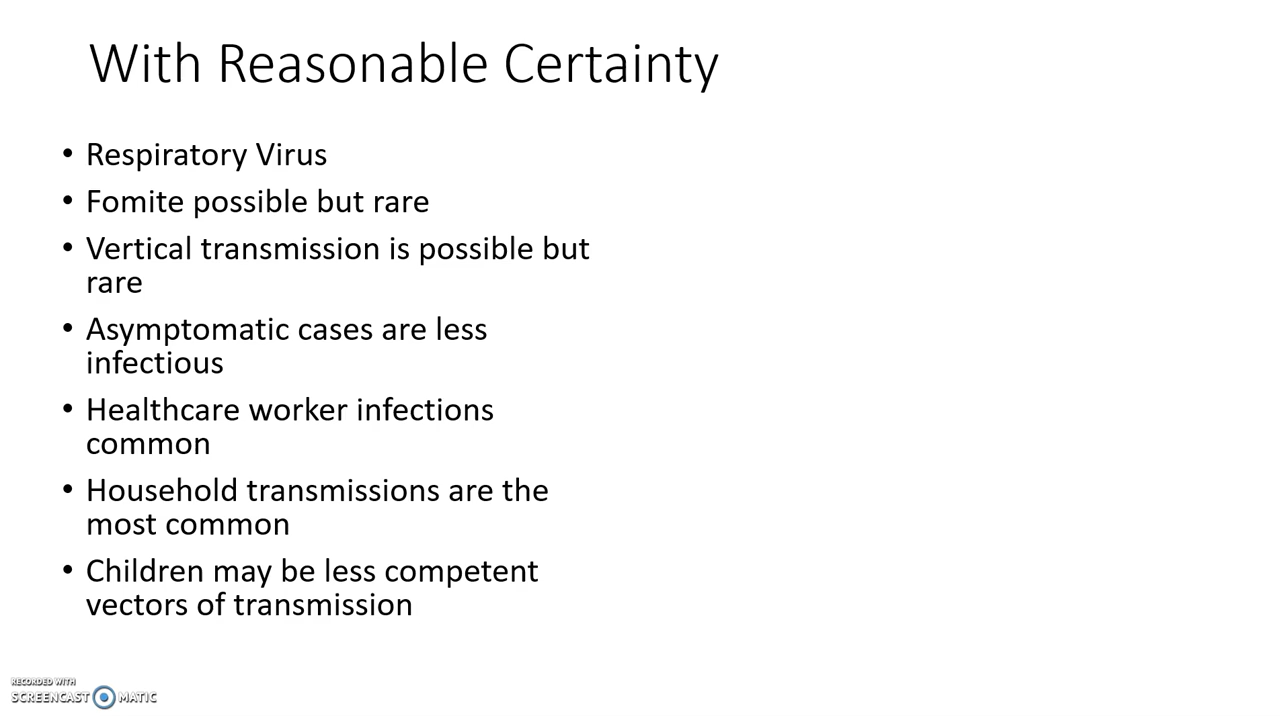 With Reasonable Certainty
• Respiratory Virus
• Fomite possible but rare
• Vertical transmission is possible but
rare
• Asymptomatic cases are less
infectious
• Healthcare worker infections
common
• Household transmissions are the
most common
• Children may be less competent
vectors of transmission
RECORDED WITH
SCREENCAST MATIC